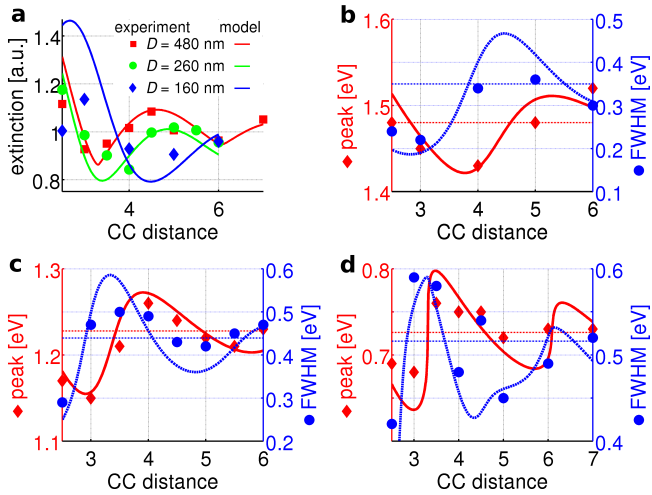 a
experiment model
D = 480 nm
D = 260 nm
D = 160 nm
extinction [a.u.]
1.4
1.2
1
0.8
4
6
CC distance
b
peak [eV]
1.6
1.5
1.4
3
4
5
6
CC distance
0.5
0.4
0.3
0.2
0.1
FWHM [eV]
c
peak [eV]
1.3
1.2
1.1
3
4
5
6
CC distance
0.6
0.5
0.4
0.3
0.2
FWHM [eV]
d
peak [eV]
0.8
0.7
3
4
5
6
7
CC distance
0.6
0.5
0.4
FWHM [eV]